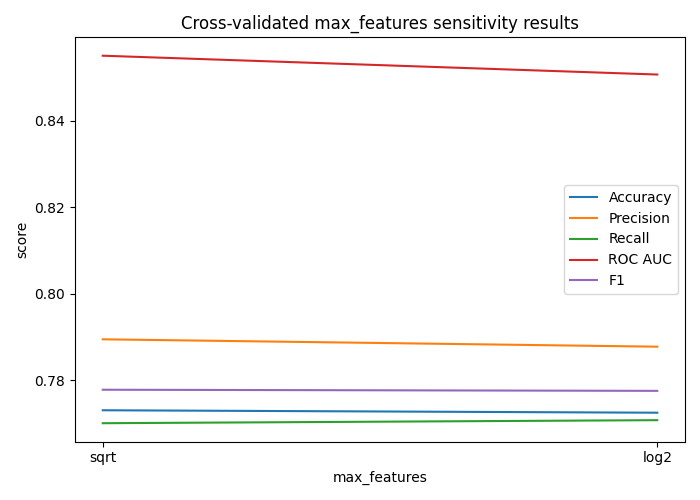 Cross-validated max_features sensitivity results
score
0.84
0.82
0.80
0.78
Accuracy
Precision
Recall
ROC AUC
F1
sqrt
log2
max_features